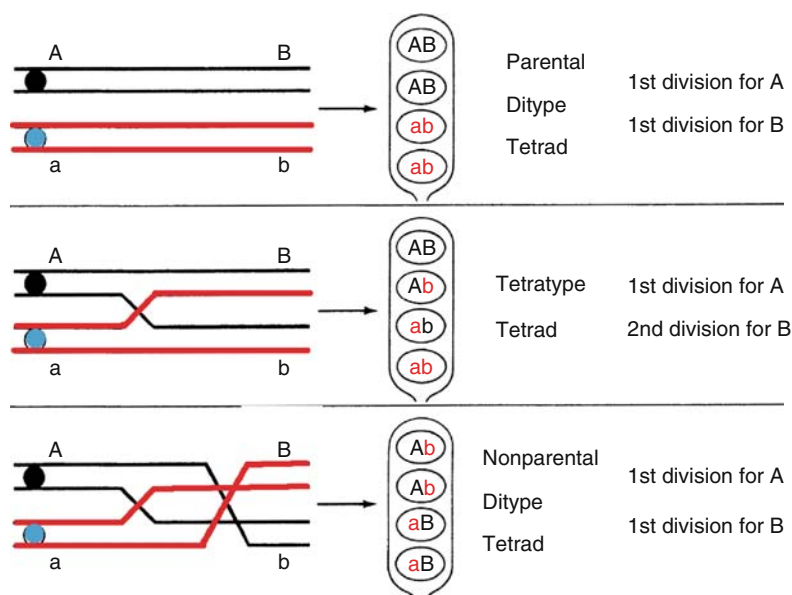 A B
AB
AB
ab
ab
a b
Parental
Ditype
Tetrad
1st division for A
1st division for B
A B
AB
Ab
ab
ab
a b
Tetratype
Tetrad
1st division for A
2nd division for B
A B
Ab
Ab
aB
aB
a b
Nonparental
Ditype
Tetrad
1st division for A
1st division for B